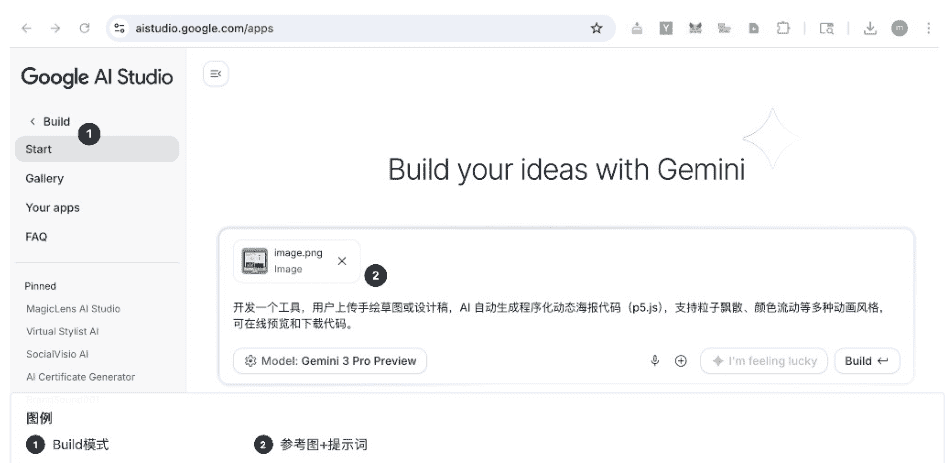 aistudio.google.com/apps
Google AI Studio
Build
1
Start
Gallery
Your apps
FAQ
Pinned
MagicLens AI Studio
Virtual Stylist AI
SocialVisio AI
AI Certificate Generator
Build your ideas with Gemini
image.png
Image
2
开发一个工具，用户上传手绘草图或设计稿，AI 自动生成程序化动态海报代码（p5.js），支持粒子飘散、颜色流动等多种动画风格，
可在线预览和下载代码。
Model: Gemini 3 Pro Preview
I'm feeling lucky
Build
图例
1 Build模式
2 参考图+提示词